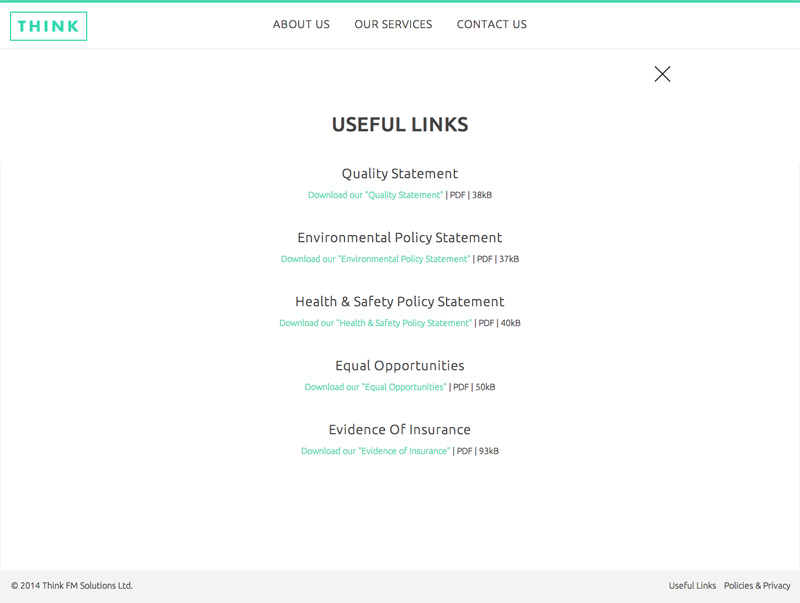 THINK
ABOUT US OUR SERVICES CONTACT US
USEFUL LINKS
Quality Statement
Download our "Quality Statement" | PDF | 38kB
Environmental Policy Statement
Download our "Environmental Policy Statement" | PDF | 37kB
Health & Safety Policy Statement
Download our "Health & Safety Policy Statement" | PDF | 40kB
Equal Opportunities
Download our "Equal Opportunities" | PDF | 50kB
Evidence Of Insurance
Download our "Evidence of Insurance" | PDF | 93kB
© 2014 Think FM Solutions Ltd.
Useful Links Policies & Privacy